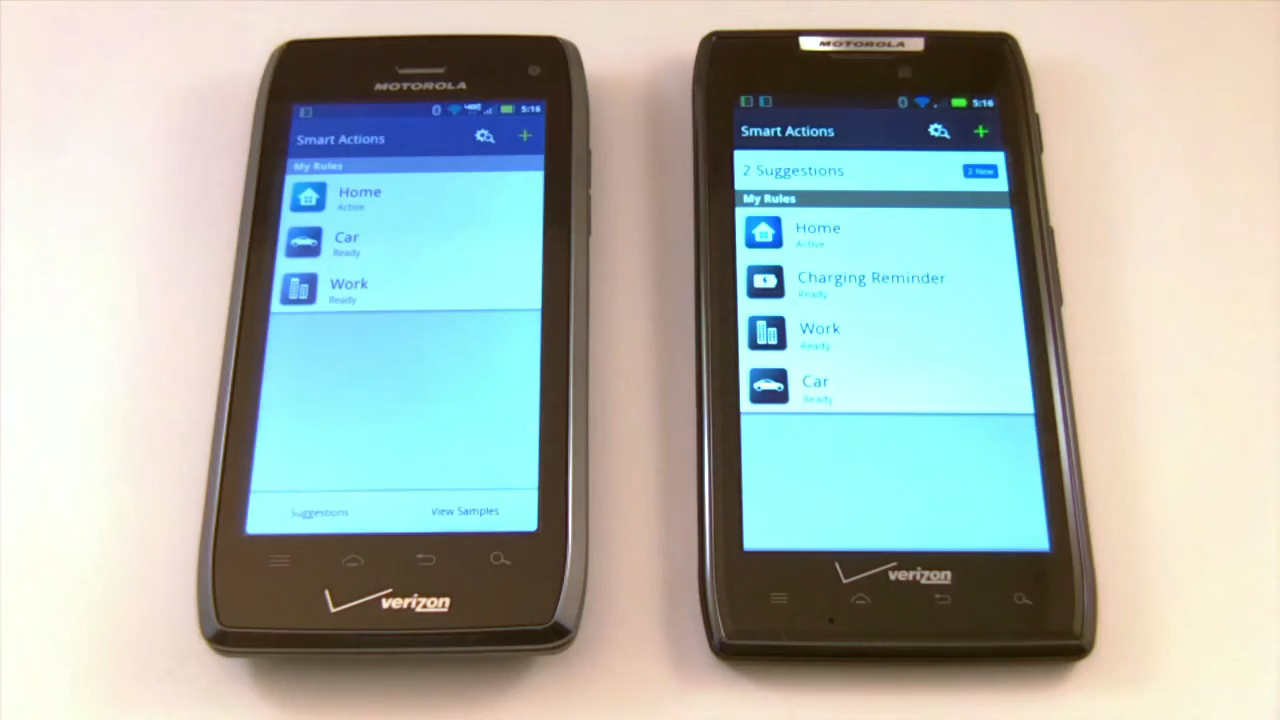 MOTOROLA
5:16
Smart Actions
My Rules
Home
Active
Car
Ready
Work
Ready
Suggestions
View Samples
verizon
MOTOROLA
5:16
Smart Actions
2 Suggestions
2 New
My Rules
Home
Active
Charging Reminder
Ready
Work
Ready
Car
Ready
verizon